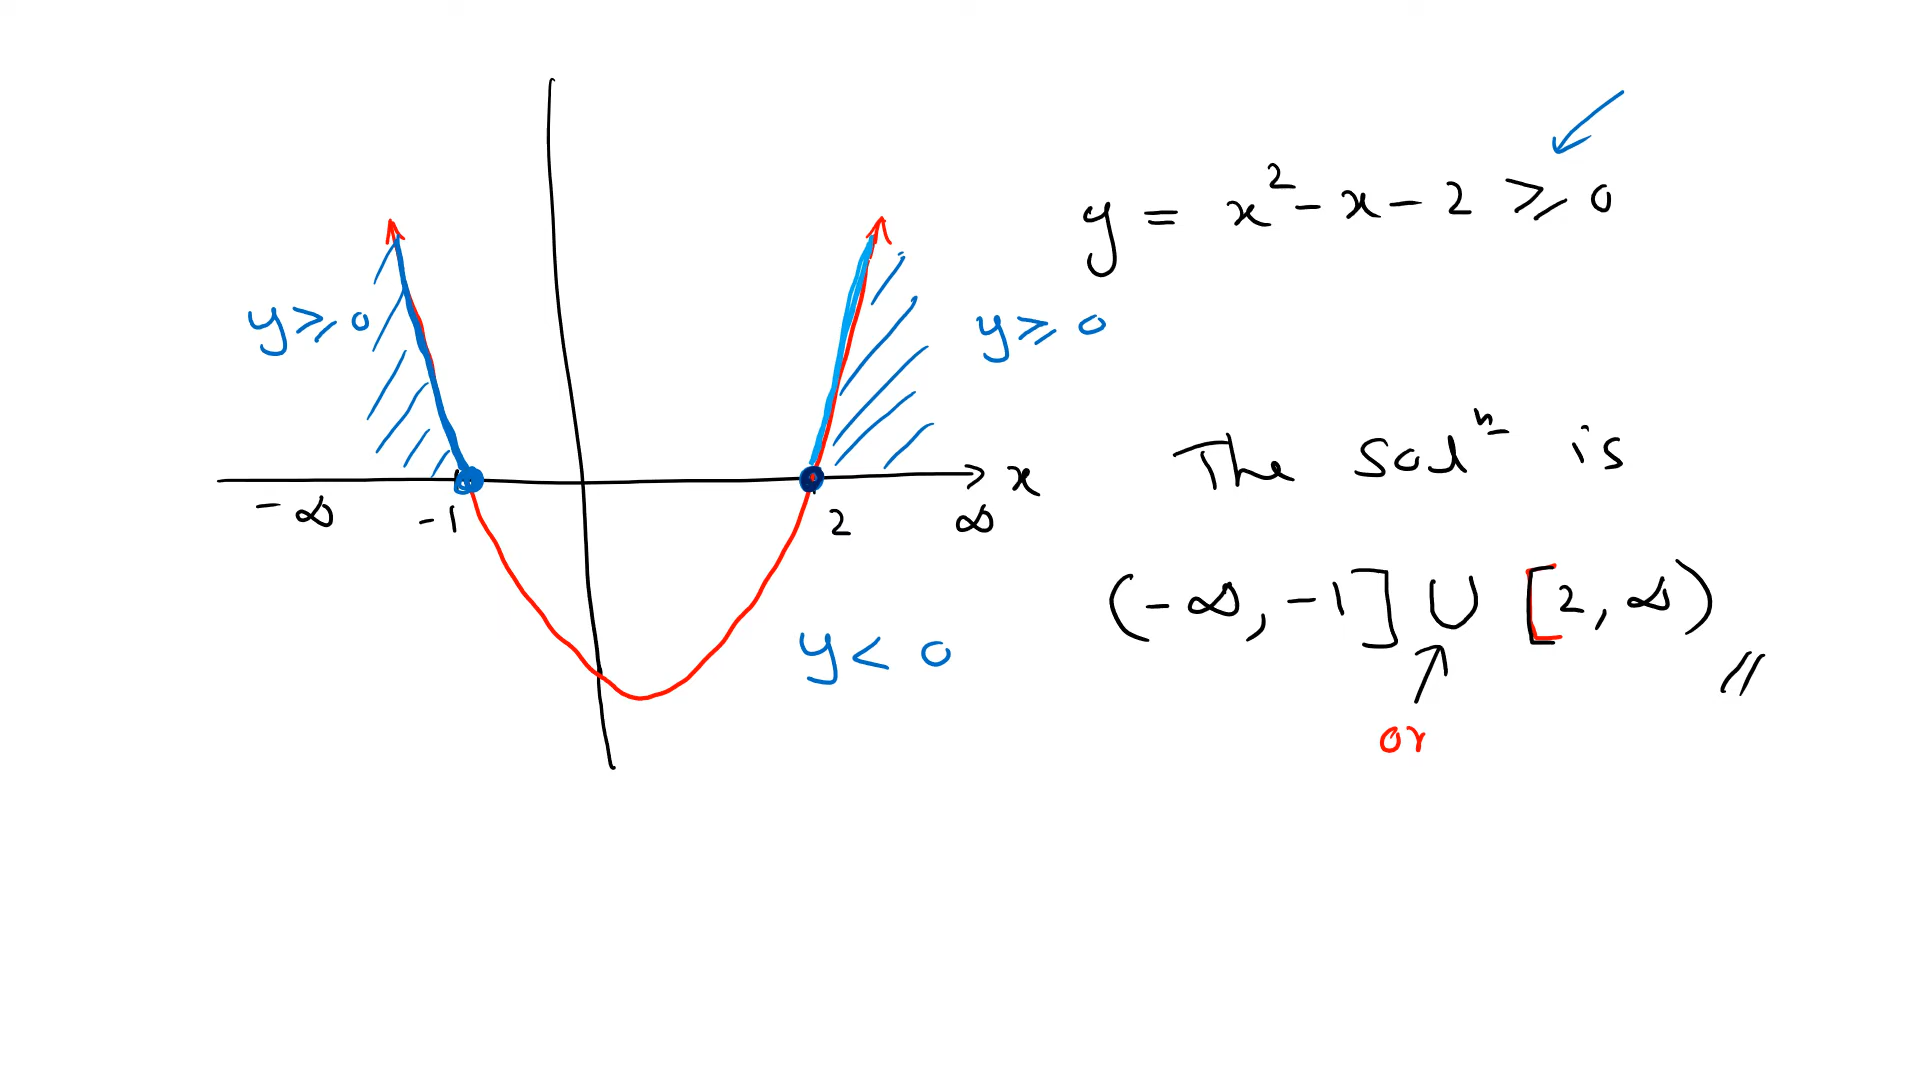 y = x² - x - 2 ≥ 0
y ≥ 0
y ≥ 0
The solⁿ is
x
-∞
-1
2
∞
(-∞, -1] ∪ [2, ∞)
y < 0
or